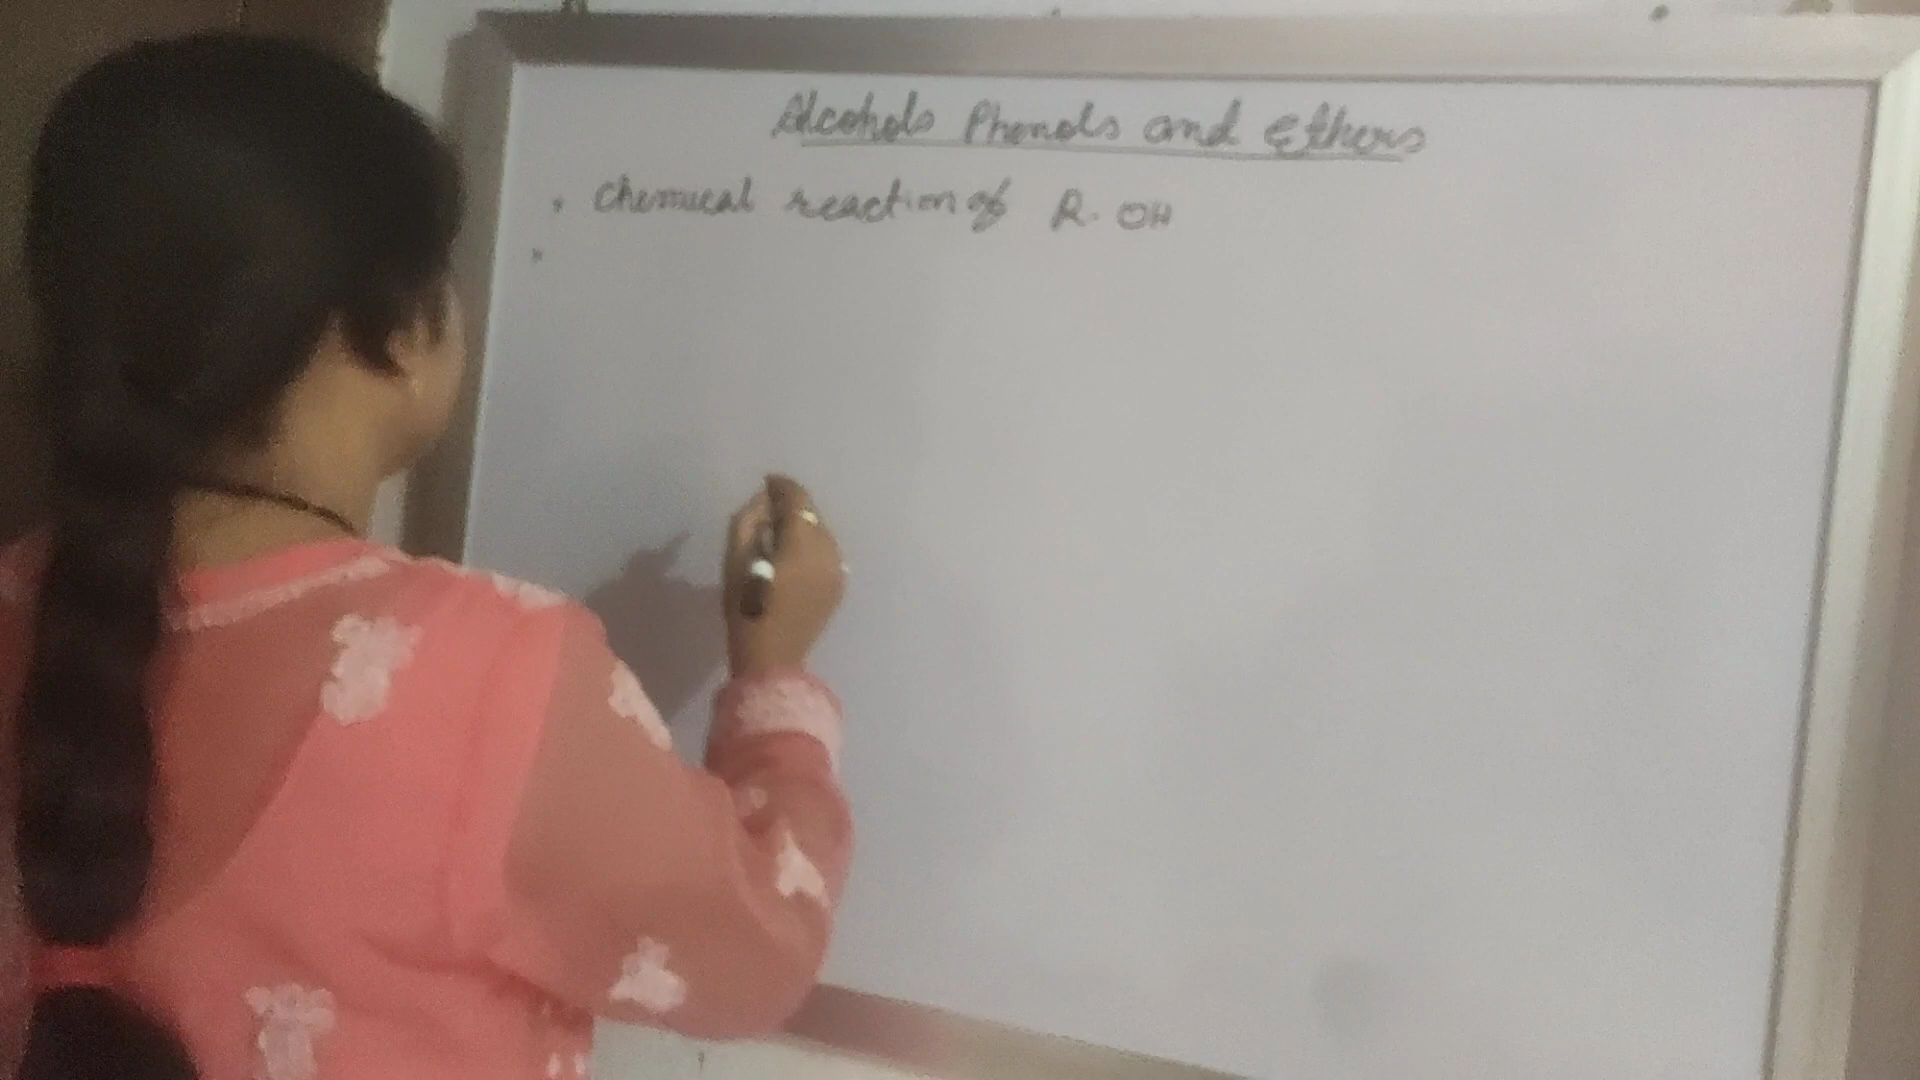 Alcohols Phenols and Ethers
• Chemical reaction of R-OH